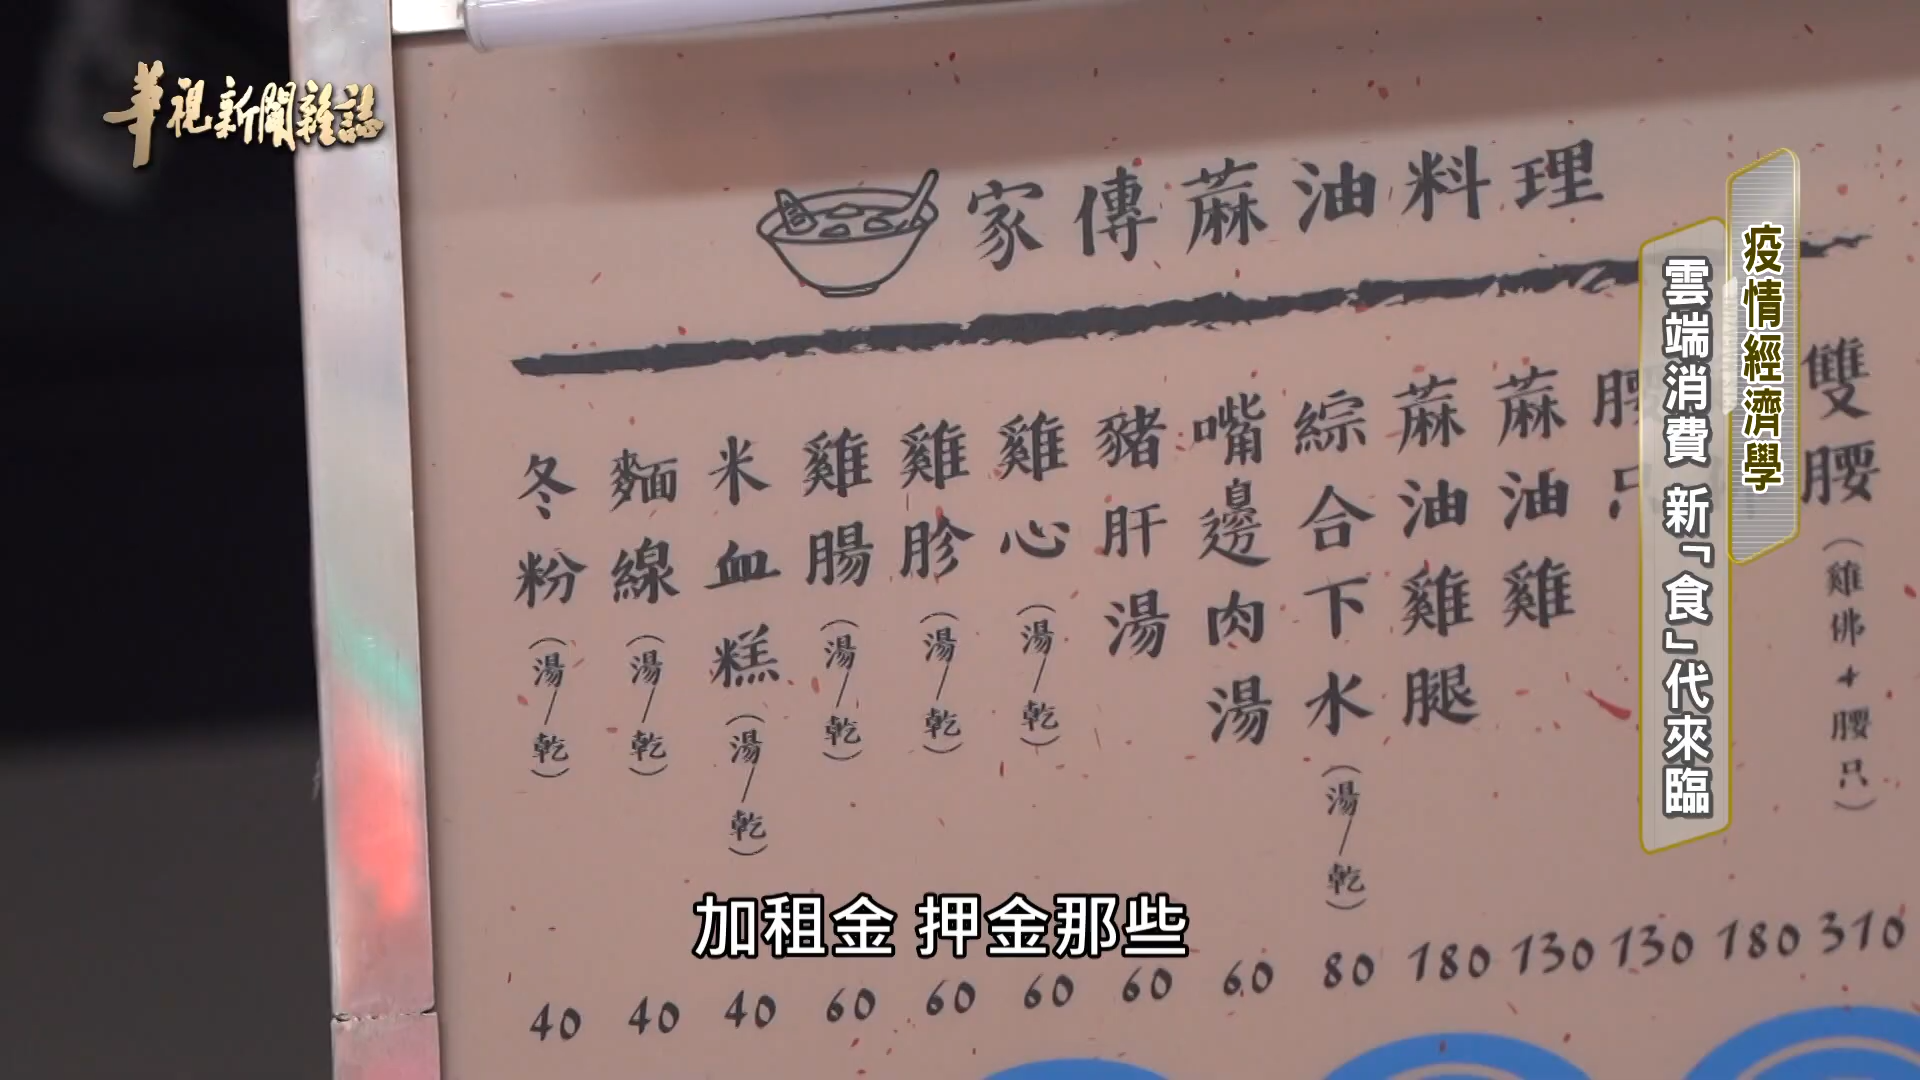 華視新聞雜誌
疫情經濟學
雲端消費 新「食」代來臨
家傳蔴油料理
雙腰(雞佛+腰只) 310
180
腰只 130
蔴油雞 130
蔴油雞腿 180
綜合下水(湯/乾) 80
嘴邊肉湯 60
豬肝湯 60
雞心(湯/乾) 60
雞胗(湯/乾) 60
雞腸(湯/乾) 60
米血糕(湯/乾) 40
麵線(湯/乾) 40
冬粉(湯/乾) 40
加租金 押金那些